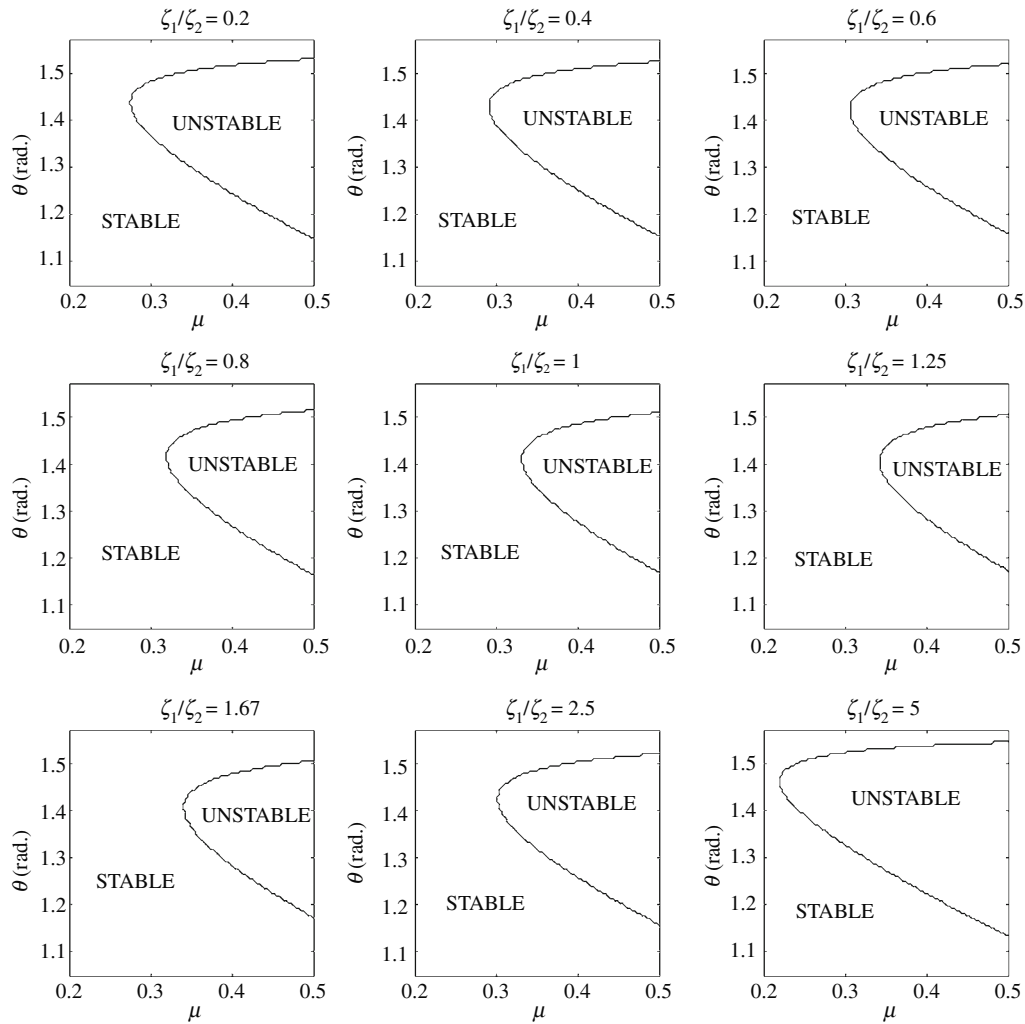 ζ1/ζ2 = 0.2
1.5
1.4
1.3
1.2
1.1
θ (rad.)
UNSTABLE
STABLE
0.2 0.3 0.4 0.5
μ
ζ1/ζ2 = 0.4
1.5
1.4
1.3
1.2
1.1
θ (rad.)
UNSTABLE
STABLE
0.2 0.3 0.4 0.5
μ
ζ1/ζ2 = 0.6
1.5
1.4
1.3
1.2
1.1
θ (rad.)
UNSTABLE
STABLE
0.2 0.3 0.4 0.5
μ
ζ1/ζ2 = 0.8
1.5
1.4
1.3
1.2
1.1
θ (rad.)
UNSTABLE
STABLE
0.2 0.3 0.4 0.5
μ
ζ1/ζ2 = 1
1.5
1.4
1.3
1.2
1.1
θ (rad.)
UNSTABLE
STABLE
0.2 0.3 0.4 0.5
μ
ζ1/ζ2 = 1.25
1.5
1.4
1.3
1.2
1.1
θ (rad.)
UNSTABLE
STABLE
0.2 0.3 0.4 0.5
μ
ζ1/ζ2 = 1.67
1.5
1.4
1.3
1.2
1.1
θ (rad.)
UNSTABLE
STABLE
0.2 0.3 0.4 0.5
μ
ζ1/ζ2 = 2.5
1.5
1.4
1.3
1.2
1.1
θ (rad.)
UNSTABLE
STABLE
0.2 0.3 0.4 0.5
μ
ζ1/ζ2 = 5
1.5
1.4
1.3
1.2
1.1
θ (rad.)
UNSTABLE
STABLE
0.2 0.3 0.4 0.5
μ